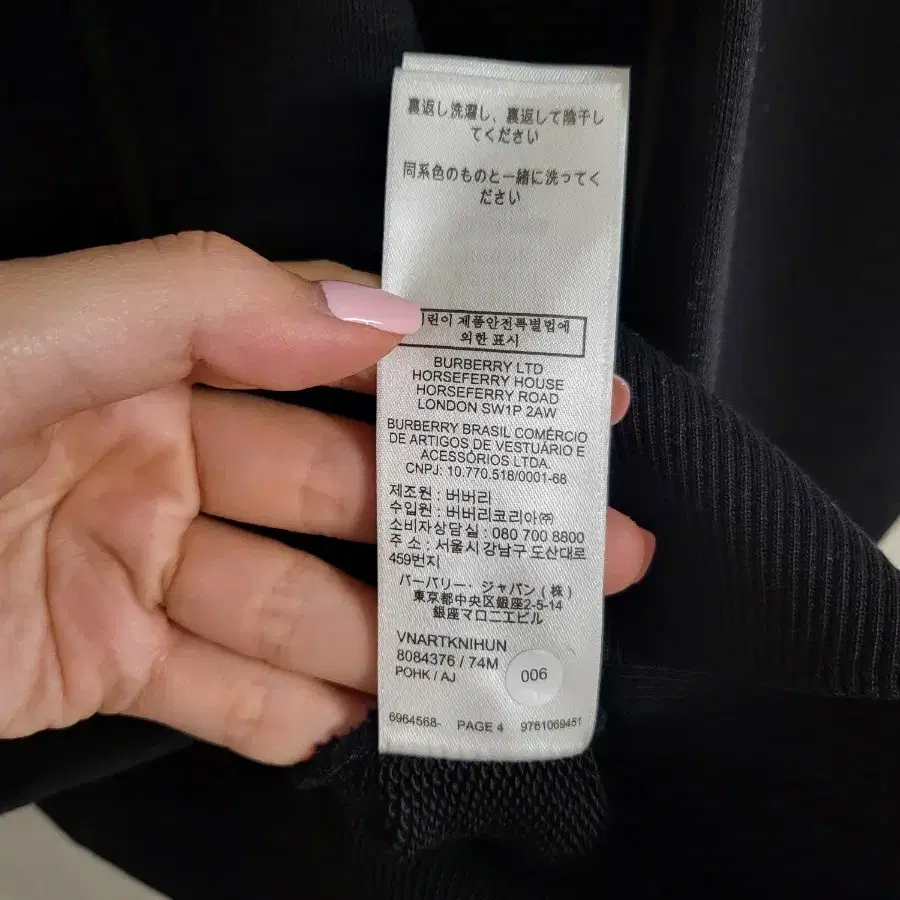 裏返し洗濯し、裏返して陰干し
てください
同系色のものと一緒に洗ってく
ださい
어린이 제품안전특별법에
의한 표시
BURBERRY LTD
HORSEFERRY HOUSE
HORSEFERRY ROAD
LONDON SW1P 2AW
BURBERRY BRASIL COMÉRCIO
DE ARTIGOS DE VESTUÁRIO E
ACESSÓRIOS LTDA.
CNPJ: 10.770.518/0001-68
제조원 : 버버리
수입원 : 버버리코리아㈜
소비자상담실 : 080 700 8800
주 소 : 서울시 강남구 도산대로
459번지
バーバリー・ジャパン(株)
東京都中央区銀座2-5-14
銀座マロニエビル
VNARTKNIHUN
8084376 / 74M
POHK / AJ
006
6964568- PAGE 4 9761069451